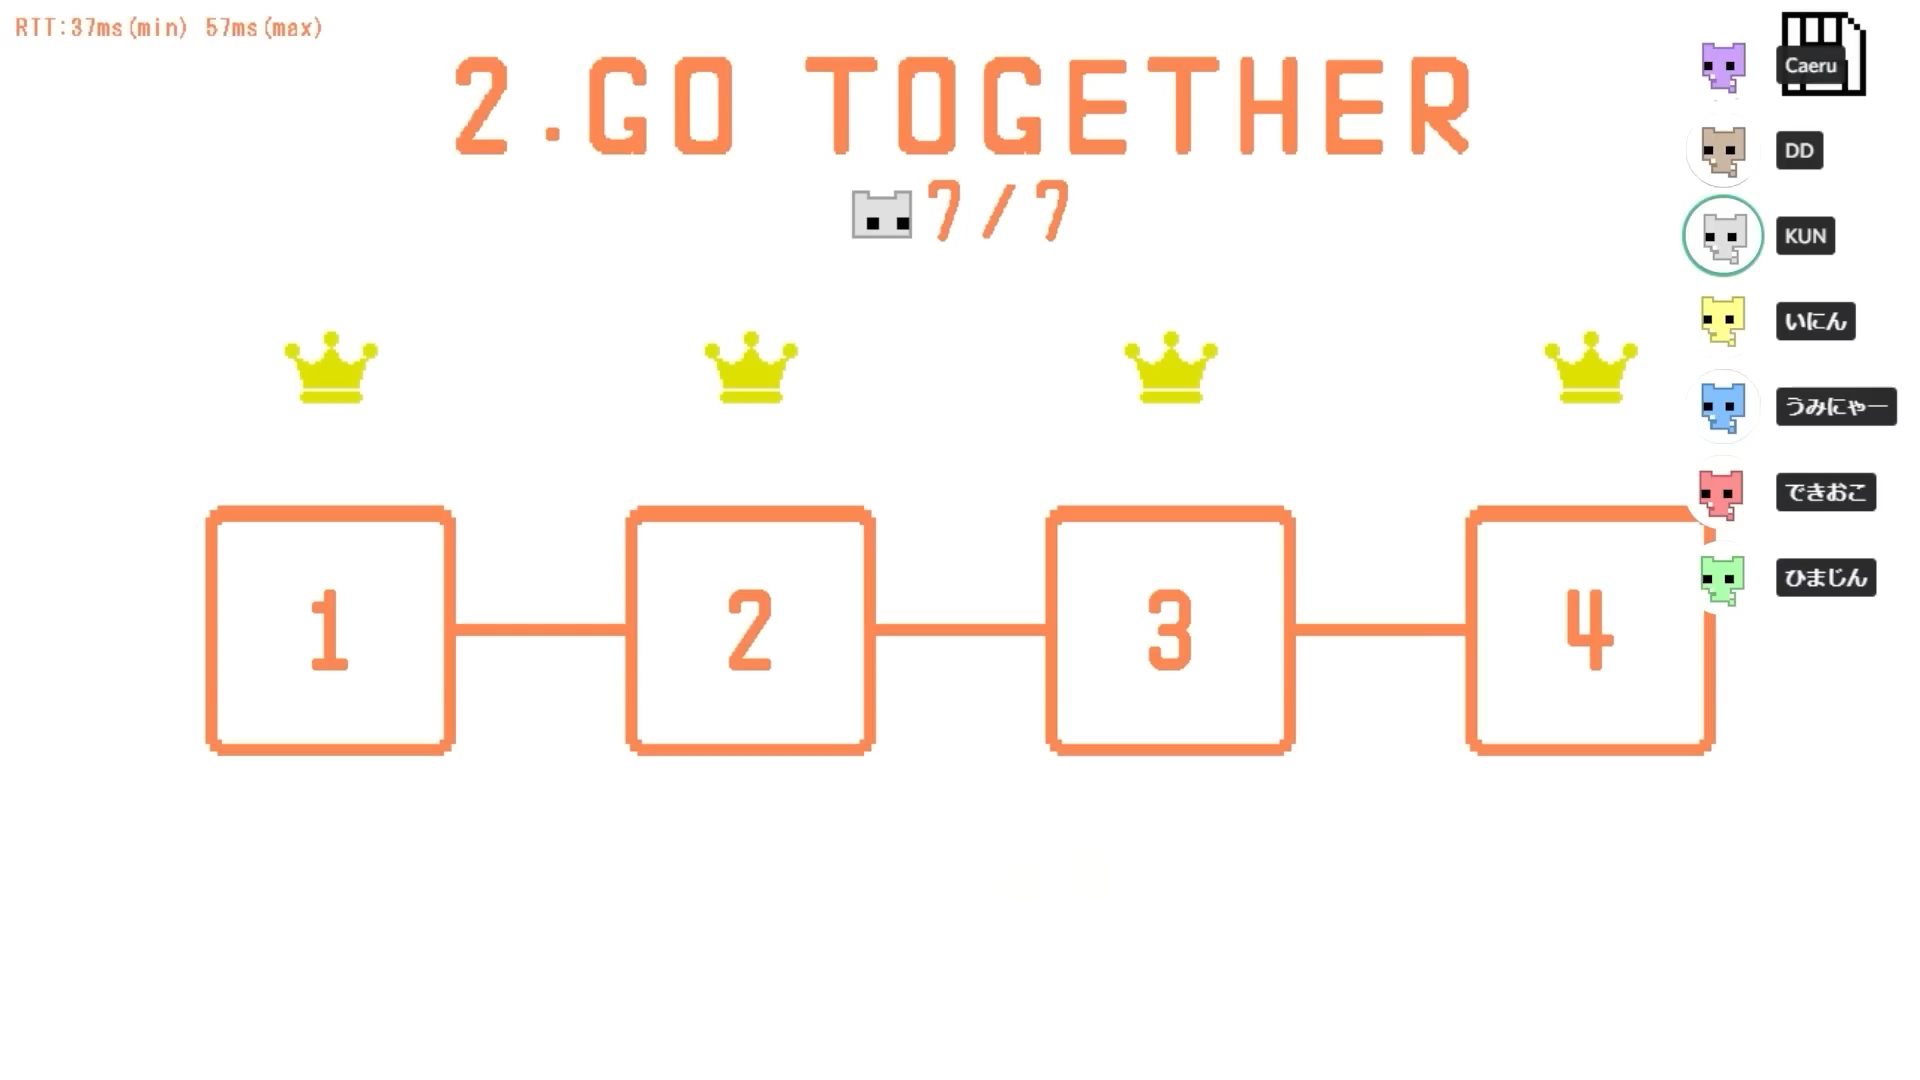 RTT:37ms(min) 57ms(max)
2.GO TOGETHER
7/7
1
2
3
4
Caeru
DD
KUN
いにん
うみにゃー
できおこ
ひまじん